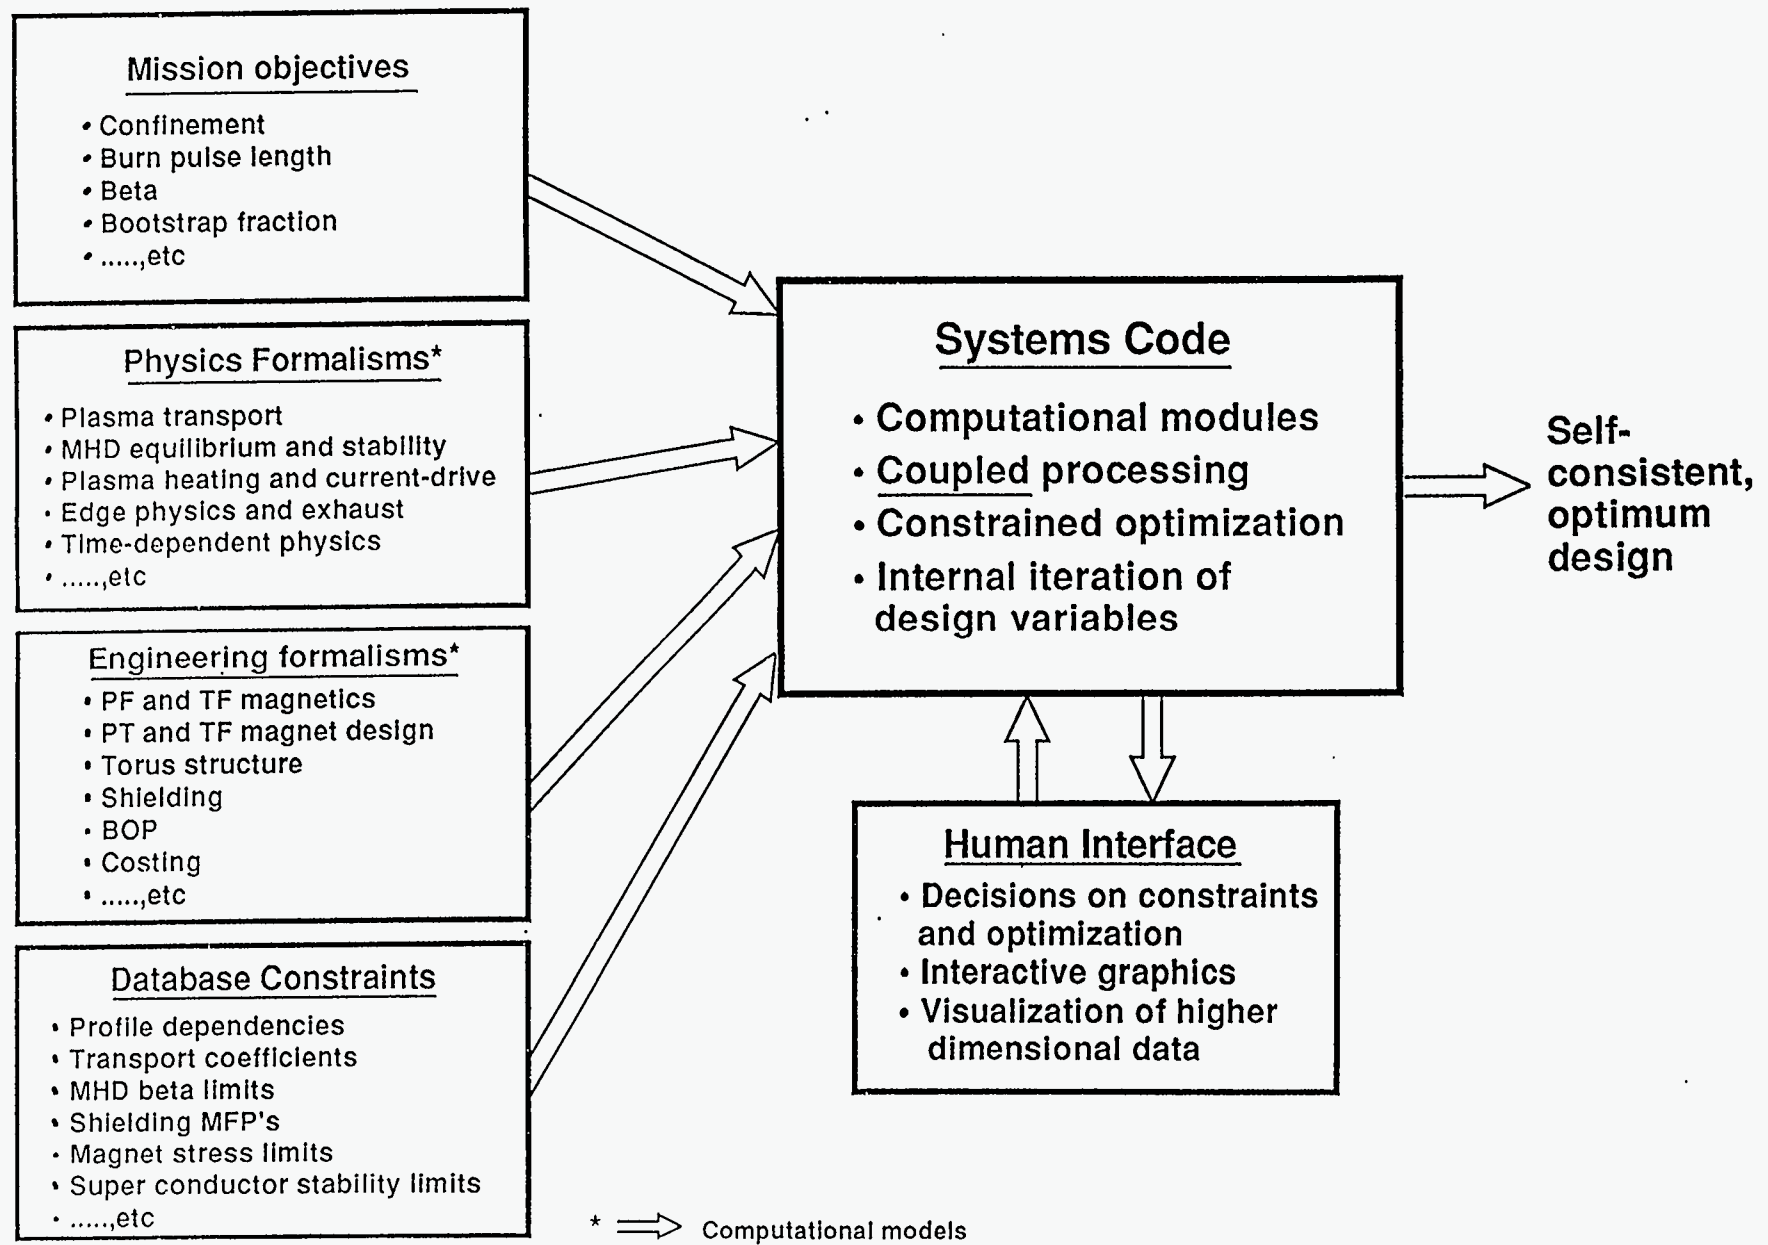 Mission objectives
• Confinement
• Burn pulse length
• Beta
• Bootstrap fraction
• .....,etc
Physics Formalisms*
• Plasma transport
• MHD equilibrium and stability
• Plasma heating and current-drive
• Edge physics and exhaust
• Time-dependent physics
• .....,etc
Engineering formalisms*
• PF and TF magnetics
• PT and TF magnet design
• Torus structure
• Shielding
• BOP
• Costing
• .....,etc
Database Constraints
• Profile dependencies
• Transport coefficients
• MHD beta limits
• Shielding MFP's
• Magnet stress limits
• Super conductor stability limits
• .....,etc
Systems Code
• Computational modules
• Coupled processing
• Constrained optimization
• Internal iteration of
design variables
Self-
consistent,
optimum
design
Human Interface
• Decisions on constraints
and optimization
• Interactive graphics
• Visualization of higher
dimensional data
* ⇒ Computational models